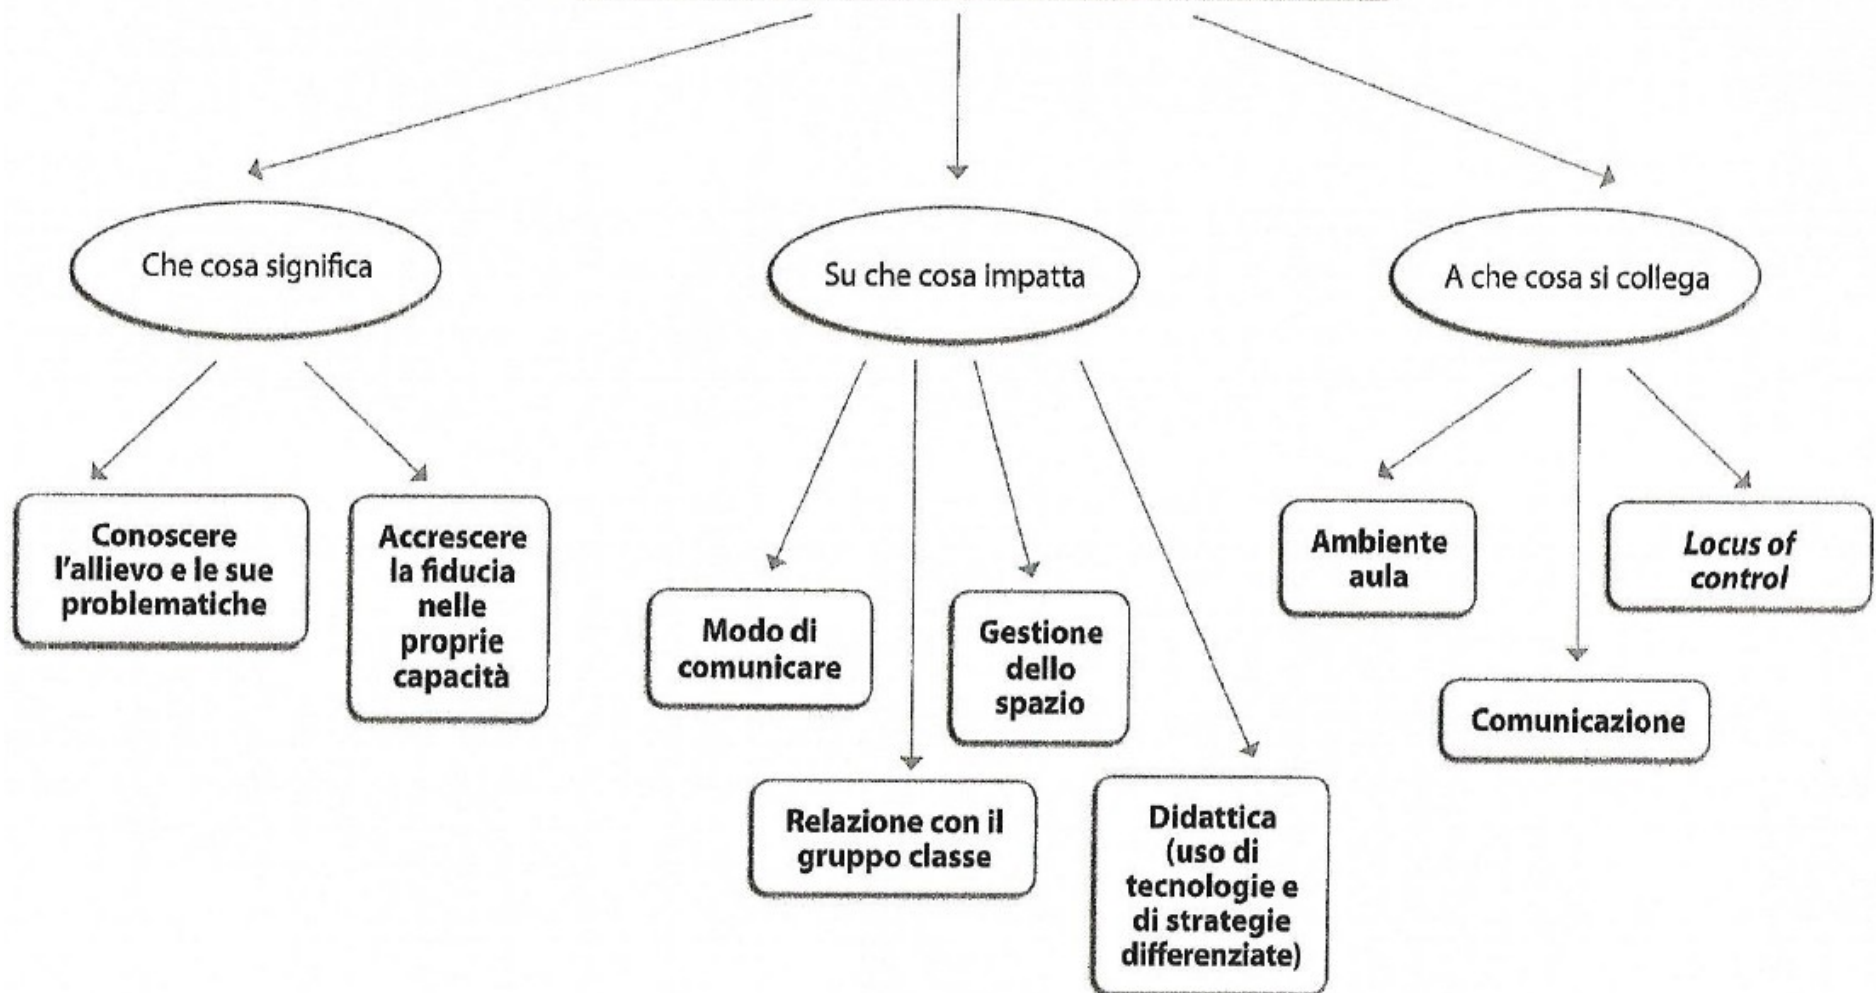 Che cosa significa
Su che cosa impatta
A che cosa si collega
Conoscere
l'allievo e le sue
problematiche
Accrescere
la fiducia
nelle
proprie
capacità
Modo di
comunicare
Relazione con il
gruppo classe
Gestione
dello
spazio
Didattica
(uso di
tecnologie e
di strategie
differenziate)
Ambiente
aula
Comunicazione
Locus of
control